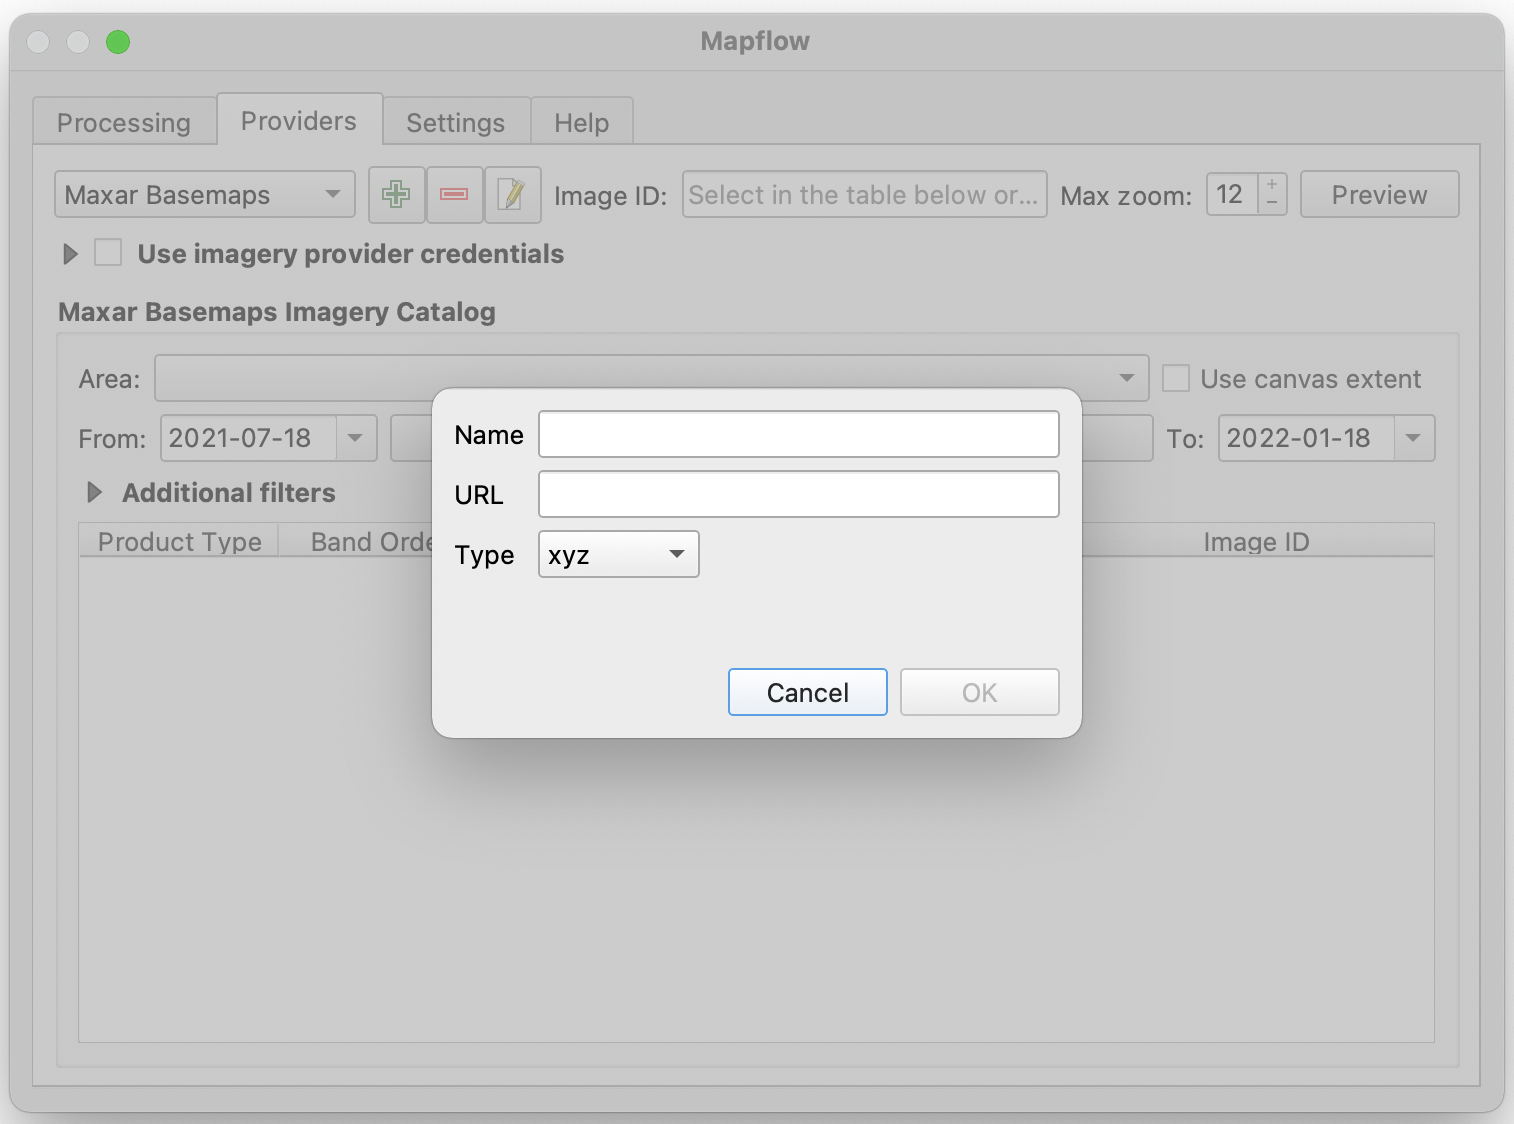 Mapflow
Processing Providers Settings Help
Maxar Basemaps Image ID: Select in the table below or... Max zoom: 12 Preview
Use imagery provider credentials
Maxar Basemaps Imagery Catalog
Area: Use canvas extent
From: 2021-07-18 To: 2022-01-18
Additional filters
Product Type Band Orde Image ID
Name
URL
Type xyz
Cancel OK